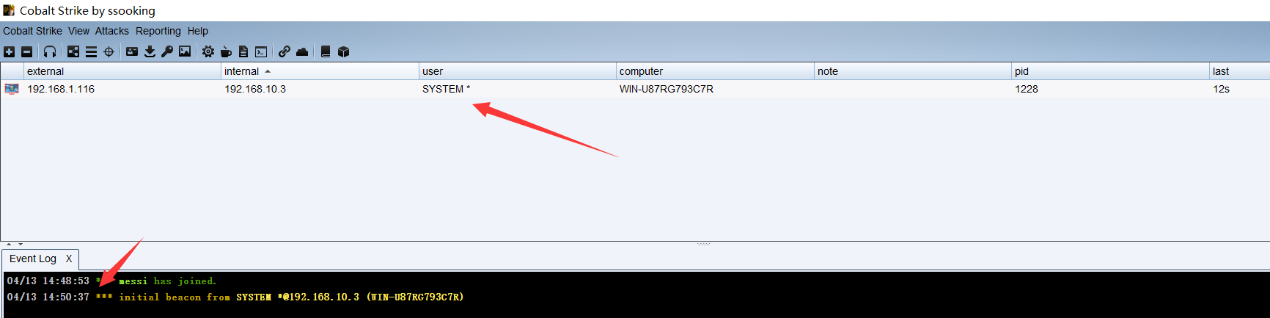 Cobalt Strike by ssooking
Cobalt Strike View Attacks Reporting Help
external internal user computer note pid last
192.168.1.116 192.168.10.3 SYSTEM * WIN-U87RG793C7R 1228 12s
Event Log X
04/13 14:48:53 *** messi has joined.
04/13 14:50:37 *** initial beacon from SYSTEM *@192.168.10.3 (WIN-U87RG793C7R)